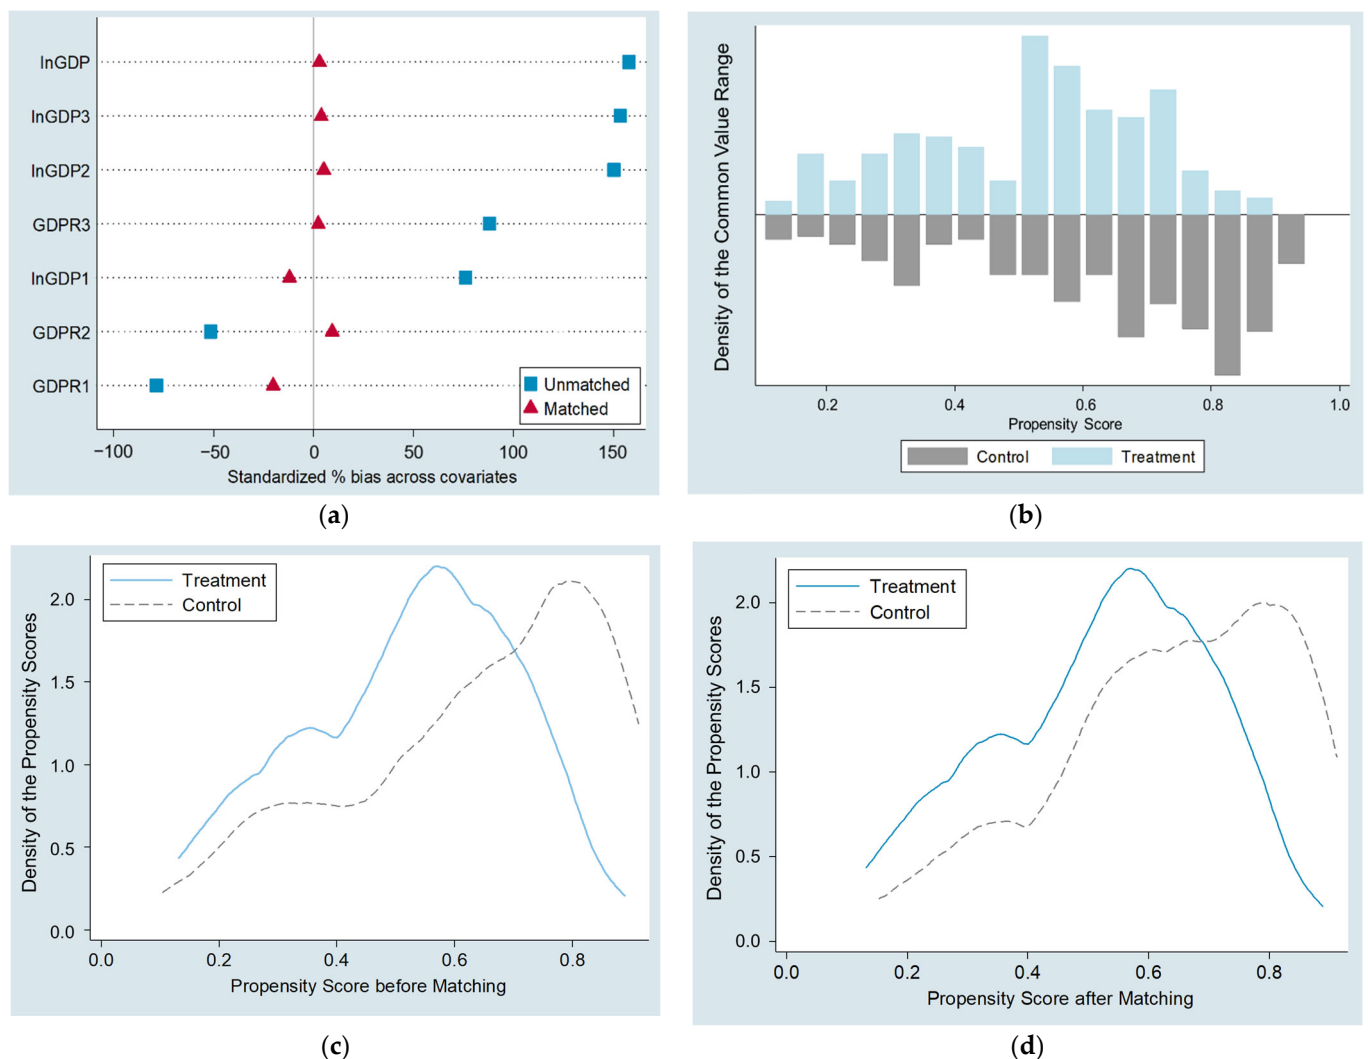 lnGDP
lnGDP3
lnGDP2
GDPR3
lnGDP1
GDPR2
GDPR1
Unmatched
Matched
−100 −50 0 50 100 150
Standardized % bias across covariates
(a)
Density of the Common Value Range
0.2 0.4 0.6 0.8 1.0
Propensity Score
Control Treatment
(b)
Density of the Propensity Scores
Treatment
Control
2.0
1.5
1.0
0.5
0.0
0.0 0.2 0.4 0.6 0.8
Propensity Score before Matching
(c)
Density of the Propensity Scores
Treatment
Control
2.0
1.5
1.0
0.5
0.0
0.0 0.2 0.4 0.6 0.8
Propensity Score after Matching
(d)